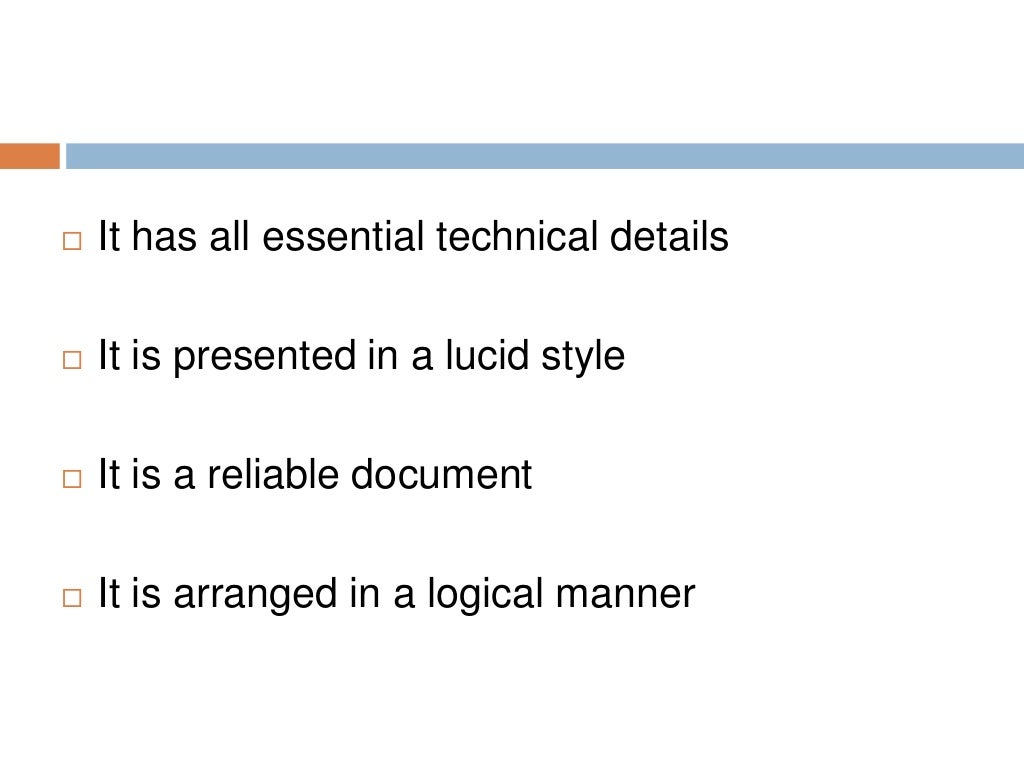 It has all essential technical details
It is presented in a lucid style
It is a reliable document
It is arranged in a logical manner